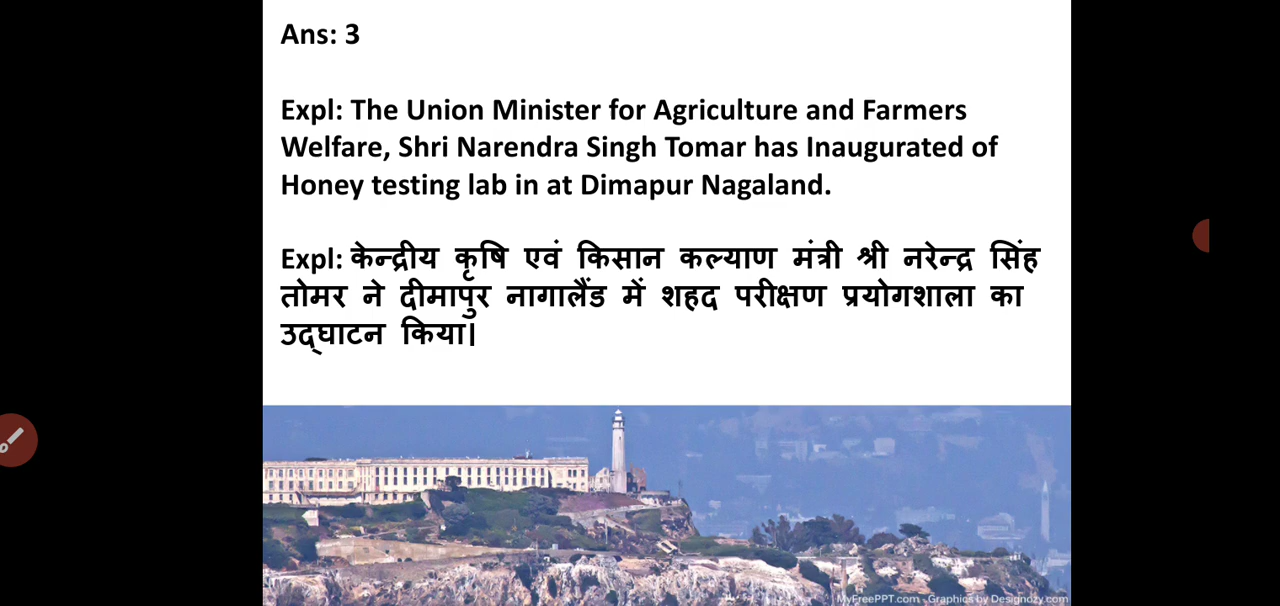 Ans: 3
Expl: The Union Minister for Agriculture and Farmers
Welfare, Shri Narendra Singh Tomar has Inaugurated of
Honey testing lab in at Dimapur Nagaland.
Expl: केन्द्रीय कृषि एवं किसान कल्याण मंत्री श्री नरेन्द्र सिंह
तोमर ने दीमापुर नागालैंड में शहद परीक्षण प्रयोगशाला का
उद्घाटन किया।
MyFreePPT.com - Graphics by Designozy.com